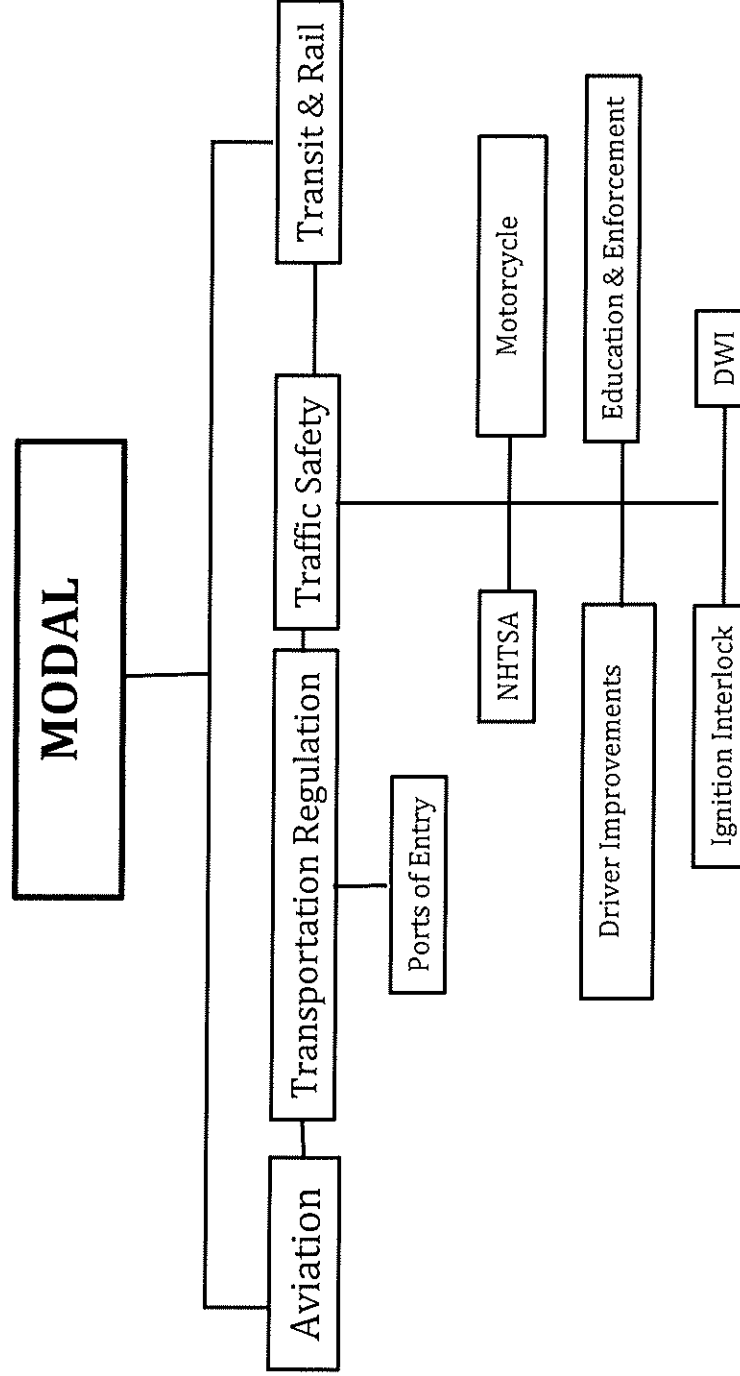 MODAL
Aviation
Transportation Regulation
Traffic Safety
Transit & Rail
Ports of Entry
NHTSA
Motorcycle
Driver Improvements
Education & Enforcement
Ignition Interlock
DWI